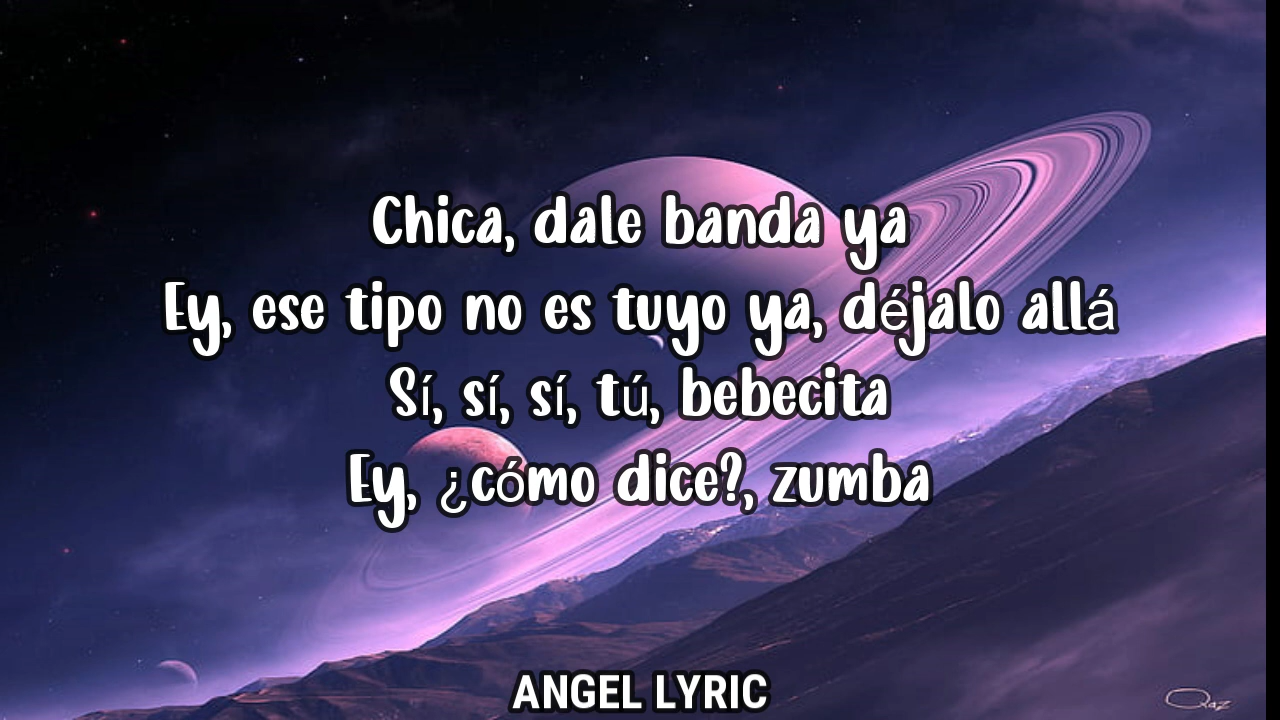 Chica, dale banda ya
Ey, ese tipo no es tuyo ya, déjalo allá
Sí, sí, sí, tú, bebecita
Ey, ¿cómo dice?, zumba
ANGEL LYRIC
Qaz